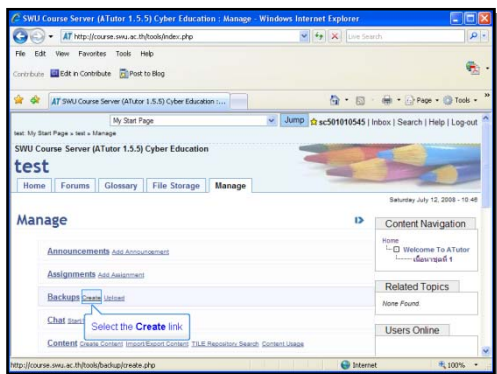 SWU Course Server (ATutor 1.5.5) Cyber Education : Manage - Windows Internet Explorer
http://course.swu.ac.th/tools/index.php
Live Search
File Edit View Favorites Tools Help
Contribute Edit in Contribute Post to Blog
SWU Course Server (ATutor 1.5.5) Cyber Education :...
Page Tools
My Start Page Jump sc501010545 | Inbox | Search | Help | Log-out
test My Start Page » test » Manage
SWU Course Server (ATutor 1.5.5) Cyber Education
test
Home Forums Glossary File Storage Manage
Saturday July 12, 2008 - 10:46
Manage
Content Navigation
Announcements Add Announcement
Home
Welcome To ATutor
เนื้อหาชุดที่ 1
Assignments Add Assignment
Related Topics
Backups Create Upload
None Found
Chat Start
Select the Create link
Users Online
Content Create Content Import/Export Content TILE Repository Search Content Usage
http://course.swu.ac.th/tools/backup/create.php
Internet
100%